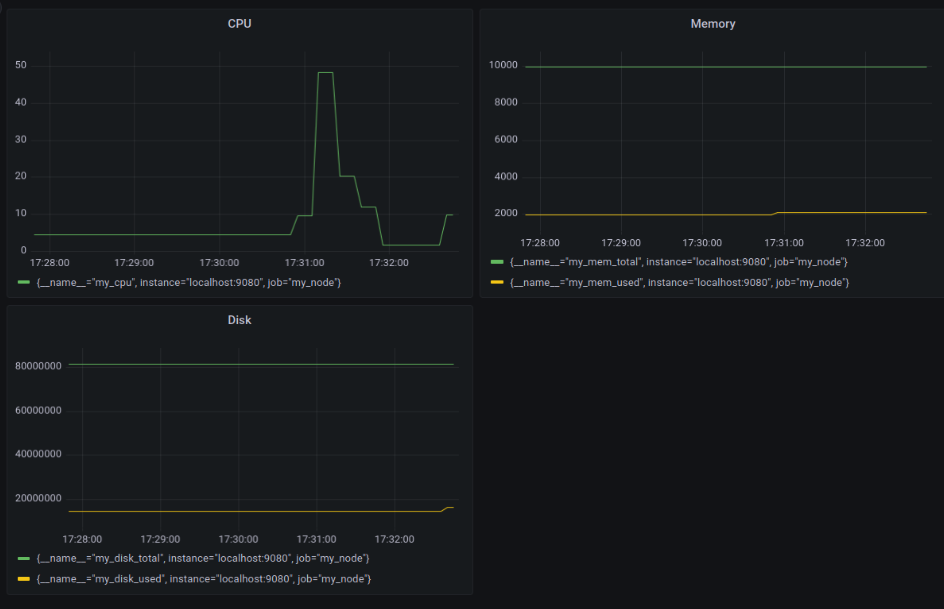 CPU
50
40
30
20
10
0
17:28:00 17:29:00 17:30:00 17:31:00 17:32:00
{__name__="my_cpu", instance="localhost:9080", job="my_node"}
Memory
10000
8000
6000
4000
2000
17:28:00 17:29:00 17:30:00 17:31:00 17:32:00
{__name__="my_mem_total", instance="localhost:9080", job="my_node"}
{__name__="my_mem_used", instance="localhost:9080", job="my_node"}
Disk
80000000
60000000
40000000
20000000
17:28:00 17:29:00 17:30:00 17:31:00 17:32:00
{__name__="my_disk_total", instance="localhost:9080", job="my_node"}
{__name__="my_disk_used", instance="localhost:9080", job="my_node"}